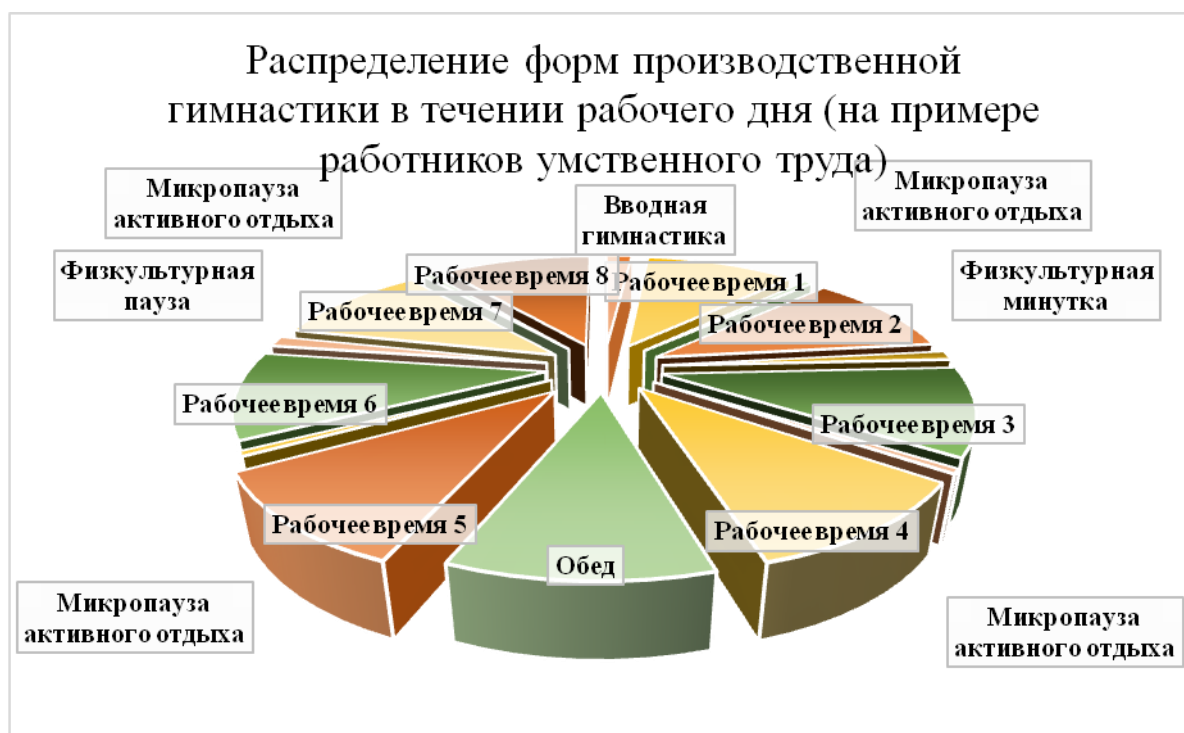 Распределение форм производственной
гимнастики в течении рабочего дня (на примере
работников умственного труда)
Микропауза
активного отдыха
Вводная
гимнастика
Микропауза
активного отдыха
Физкультурная
пауза
Рабочее время 8
Рабочее время 1
Физкультурная
минутка
Рабочее время 7
Рабочее время 2
Рабочее время 6
Рабочее время 3
Рабочее время 5
Рабочее время 4
Обед
Микропауза
активного отдыха
Микропауза
активного отдыха